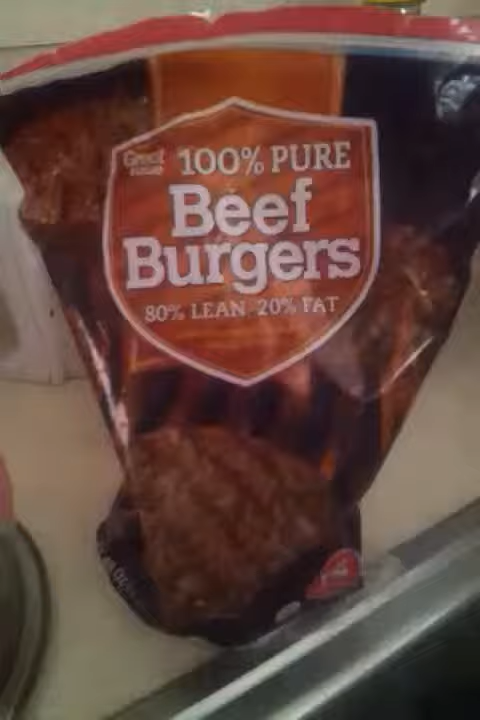 Great
Value
100% PURE
Beef
Burgers
80% LEAN 20% FAT